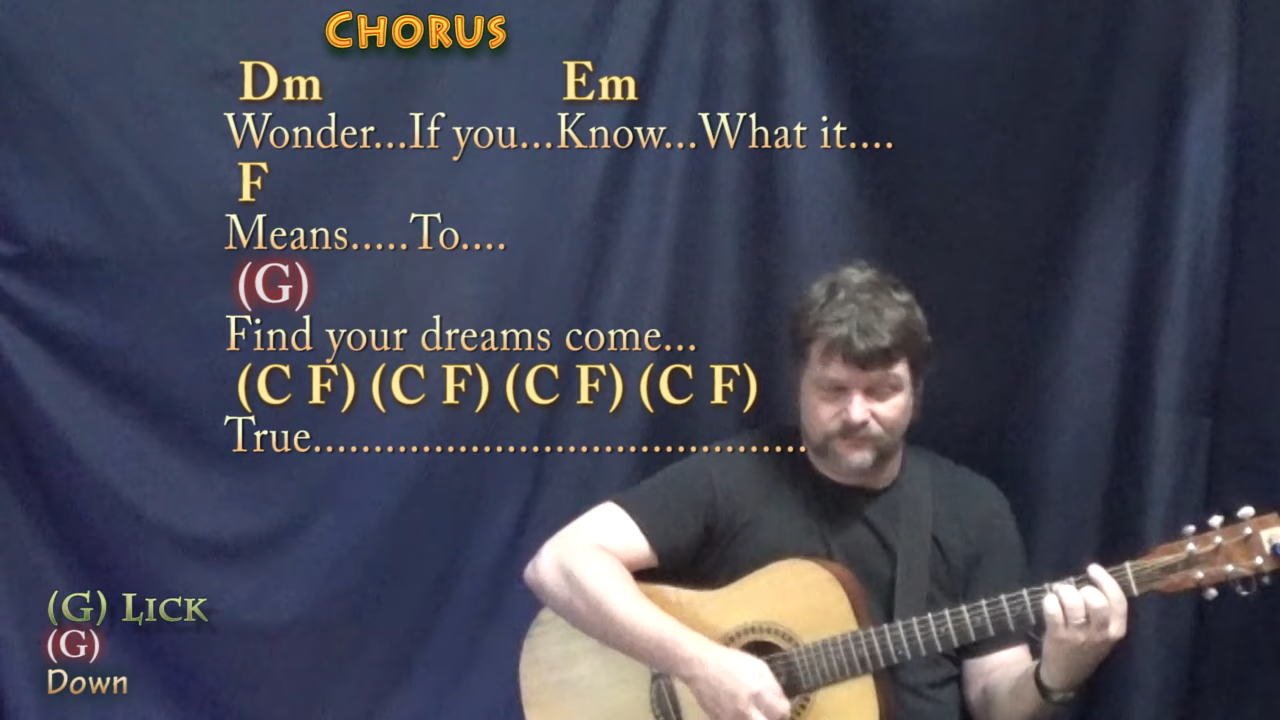 CHORUS
Dm Em
Wonder...If you...Know...What it....
F
Means.....To....
(G)
Find your dreams come...
(C F) (C F) (C F) (C F)
True.......................................
(G) LICK
(G)
Down